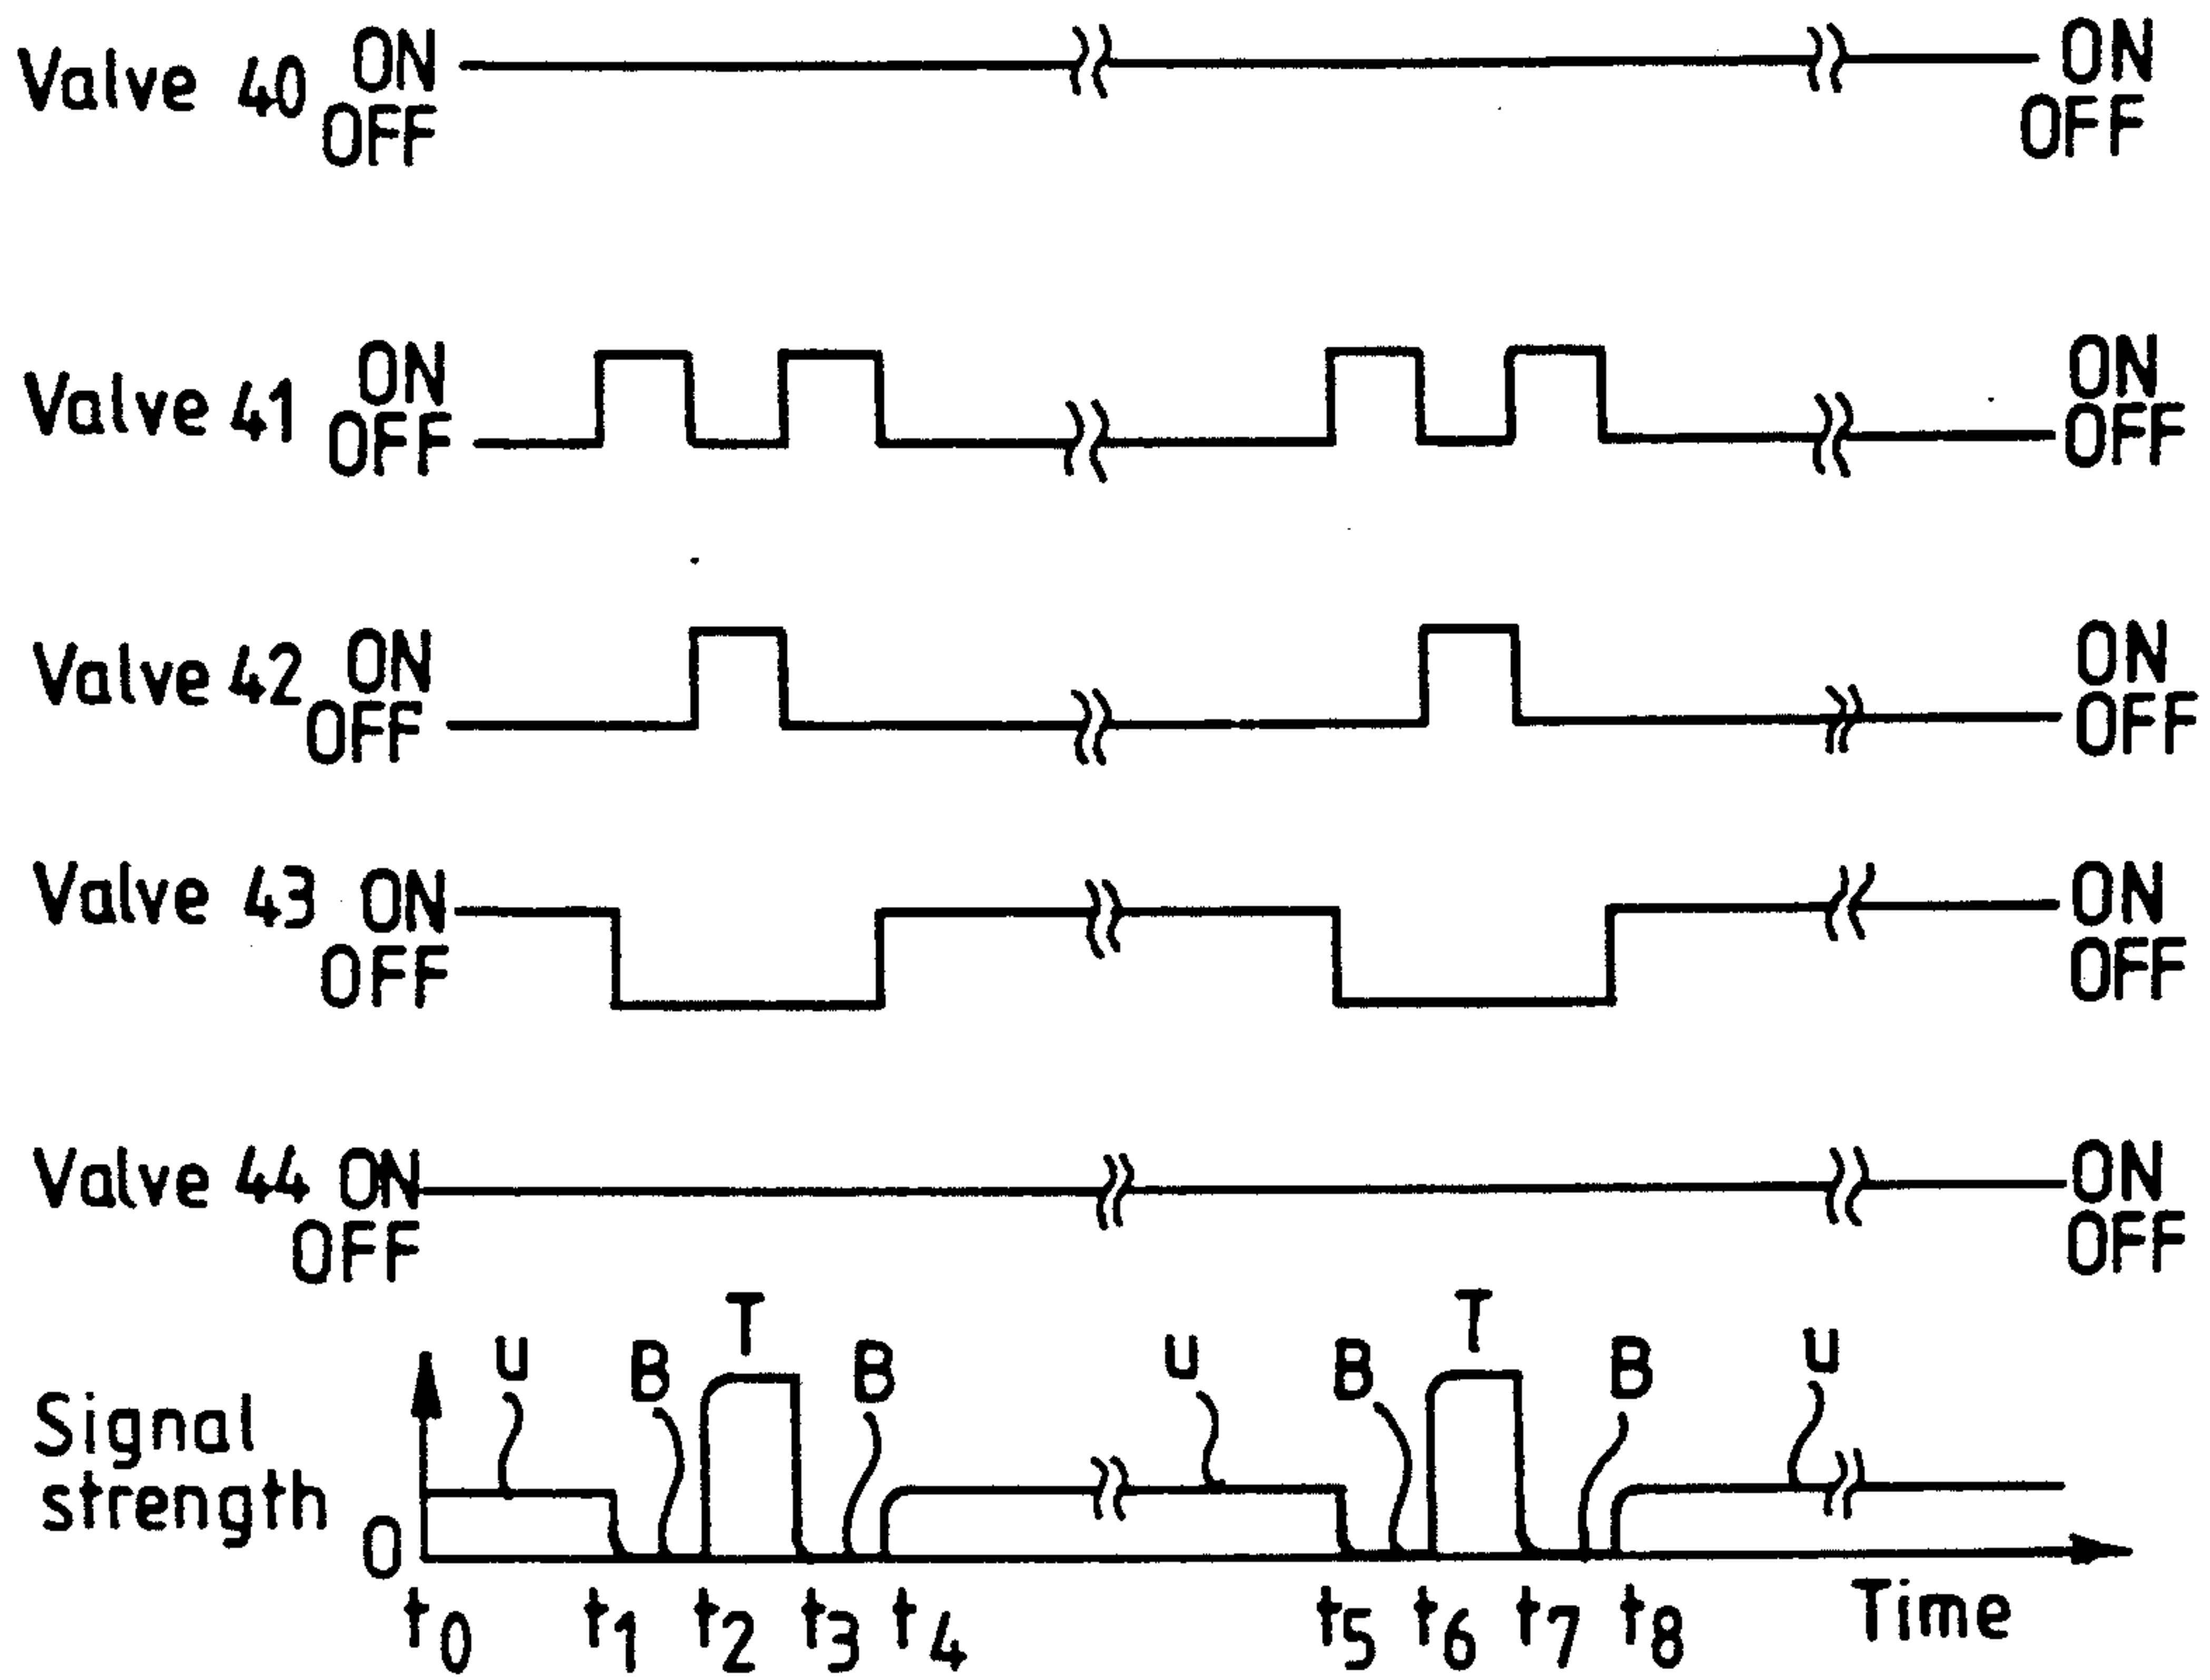 Valve 40 ON ON
OFF OFF
Valve 41 ON ON
OFF OFF
Valve 42 ON ON
OFF OFF
Valve 43 ON ON
OFF OFF
Valve 44 ON ON
OFF OFF
T T
u B B u B B u
Signal
strength
0
t0 t1 t2 t3 t4 t5 t6 t7 t8 Time